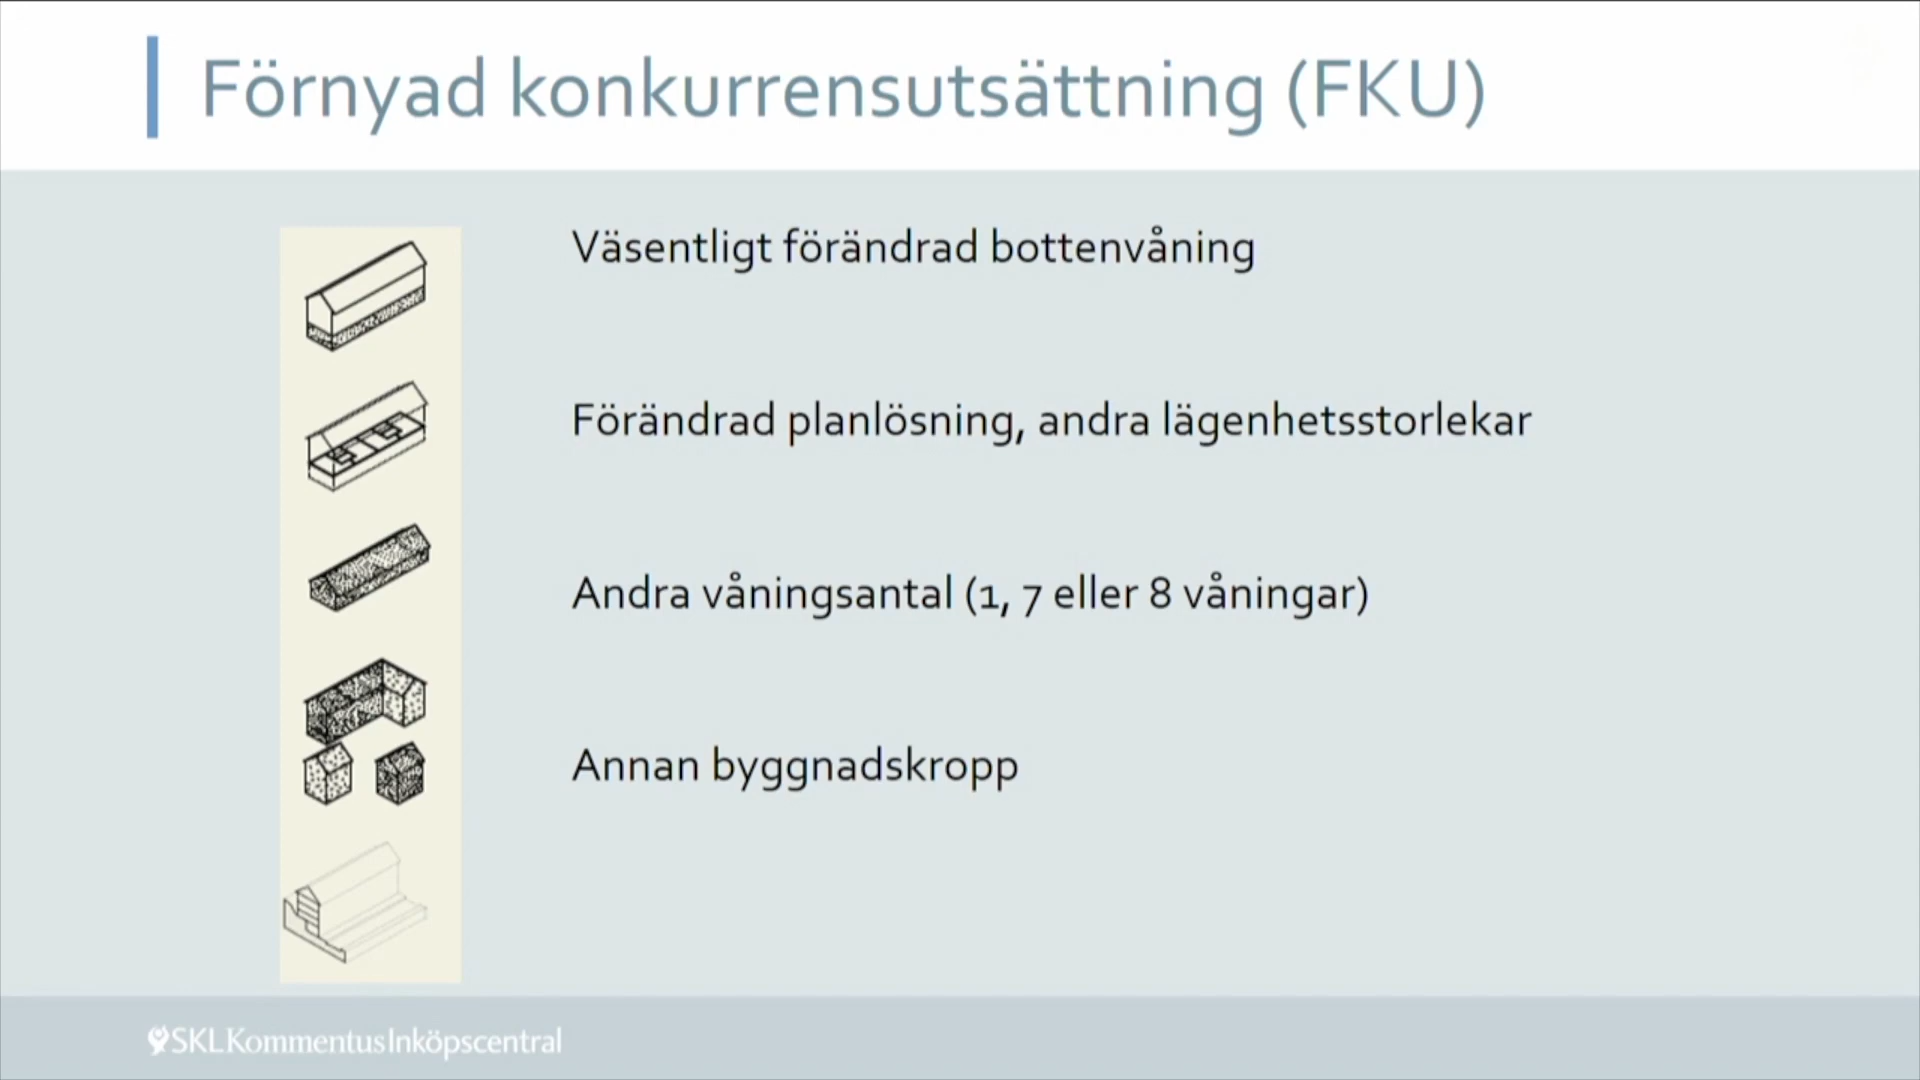 Förnyad konkurrensutsättning (FKU)
Väsentligt förändrad bottenvåning
Förändrad planlösning, andra lägenhetsstorlekar
Andra våningsantal (1, 7 eller 8 våningar)
Annan byggnadskropp
SKL Kommentus Inköpscentral